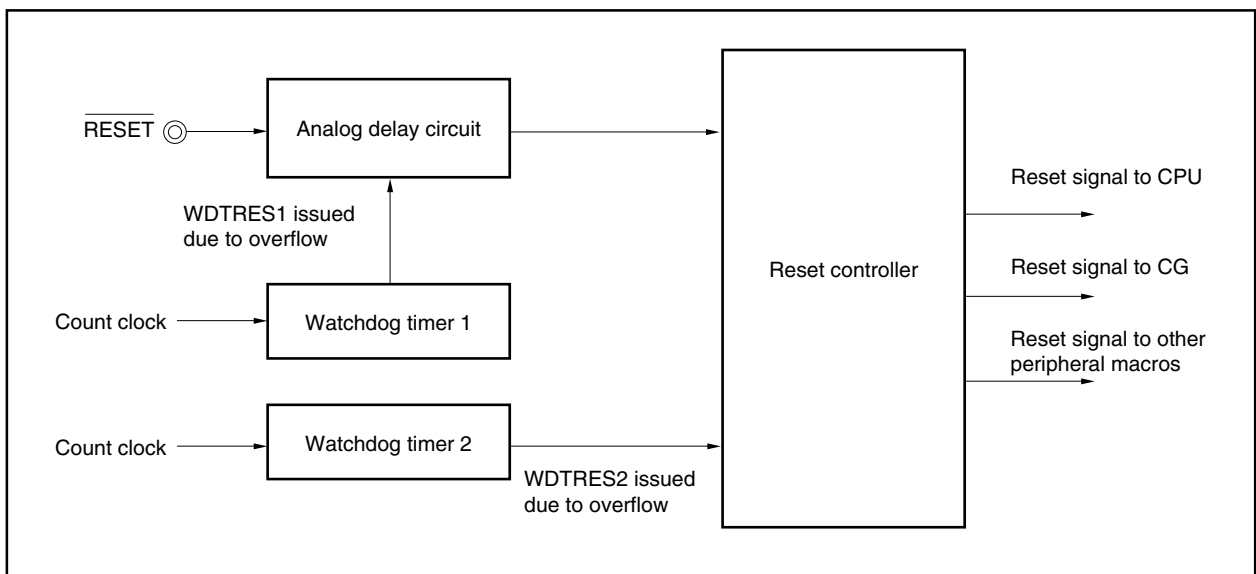 RESET
Analog delay circuit
WDTRES1 issued
due to overflow
Count clock
Watchdog timer 1
Count clock
Watchdog timer 2
WDTRES2 issued
due to overflow
Reset controller
Reset signal to CPU
Reset signal to CG
Reset signal to other
peripheral macros